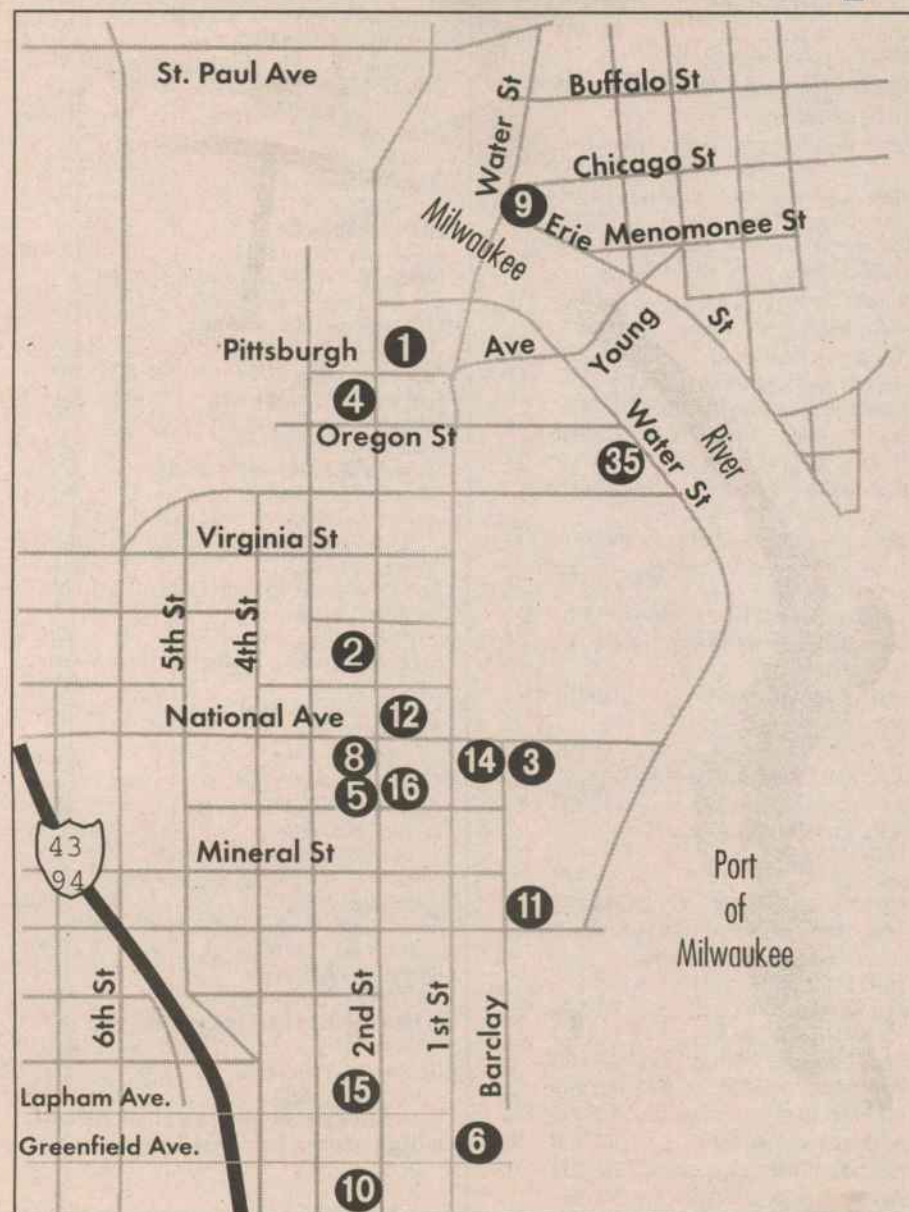 St. Paul Ave
Buffalo St
Water St
Chicago St
9
Erie
Menomonee St
Milwaukee
St
Young
Pittsburgh
1
Ave
4
Oregon St
Water St
River
35
Virginia St
5th St
4th St
2
National Ave
12
8
14
3
5
16
43
94
Mineral St
11
Port
of
Milwaukee
6th St
2nd St
1st St
Barclay
15
Lapham Ave.
6
Greenfield Ave.
10